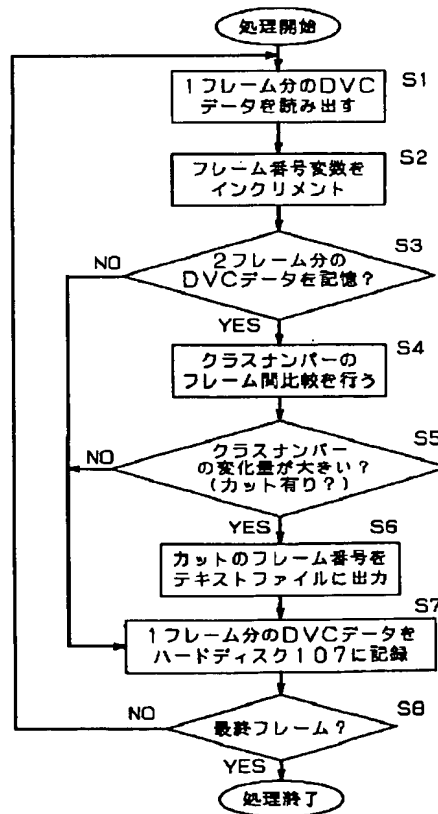 処理開始
S1
1フレーム分のDVC
データを読み出す
S2
フレーム番号変数を
インクリメント
S3
2フレーム分の
DVCデータを記憶?
NO
YES
S4
クラスナンバーの
フレーム間比較を行う
S5
クラスナンバー
の変化量が大きい?
(カット有り?)
NO
YES
S6
カットのフレーム番号を
テキストファイルに出力
S7
1フレーム分のDVCデータを
ハードディスク107に記録
S8
最終フレーム?
NO
YES
処理終了